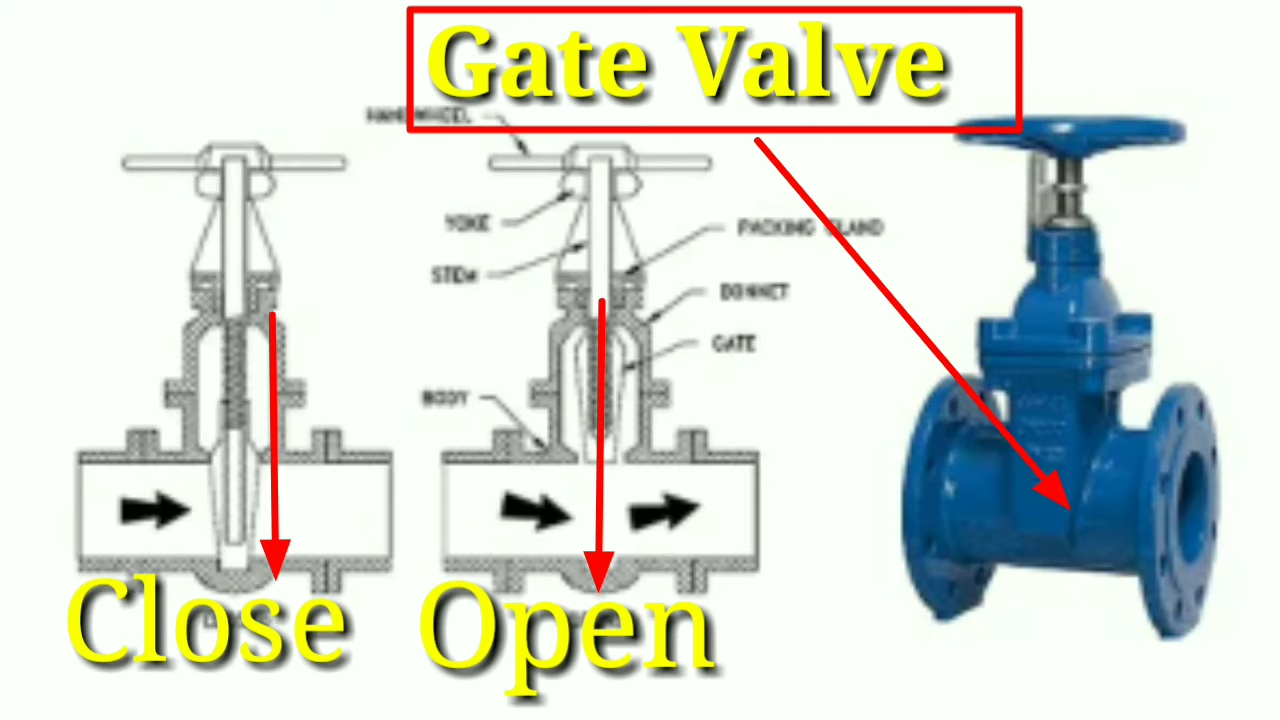 Gate Valve
HANDWHEEL
YOKE
PACKING GLAND
STEM
BONNET
GATE
BODY
Close
Open